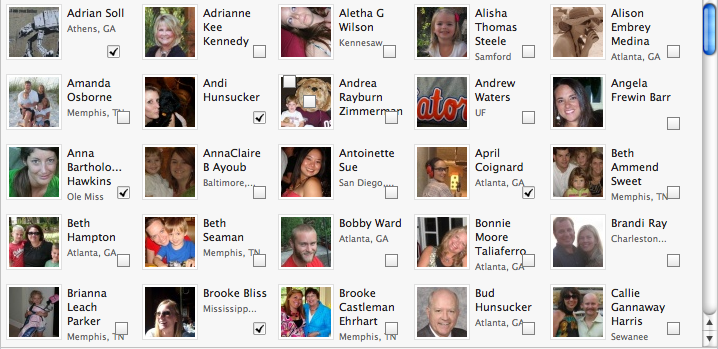 Adrian Soll
Athens, GA
Adrianne
Kee
Kennedy
Aletha G
Wilson
Kennesaw
Alisha
Thomas
Steele
Samford
Alison
Embrey
Medina
Atlanta, GA
Amanda
Osborne
Memphis, TN
Andi
Hunsucker
Andrea
Rayburn
Zimmerman
Andrew
Waters
UF
Angela
Frewin Barr
Anna
Bartholo...
Hawkins
Ole Miss
AnnaClaire
B Ayoub
Baltimore,...
Antoinette
Sue
San Diego,...
April
Coignard
Atlanta, GA
Beth
Ammend
Sweet
Memphis, TN
Beth
Hampton
Atlanta, GA
Beth
Seaman
Memphis, TN
Bobby Ward
Atlanta, GA
Bonnie
Moore
Taliaferro
Atlanta, GA
Brandi Ray
Charleston...
Brianna
Leach
Parker
Memphis, TN
Brooke Bliss
Mississipp...
Brooke
Castleman
Ehrhart
Memphis, TN
Bud
Hunsucker
Atlanta, GA
Callie
Gannaway
Harris
Sewanee